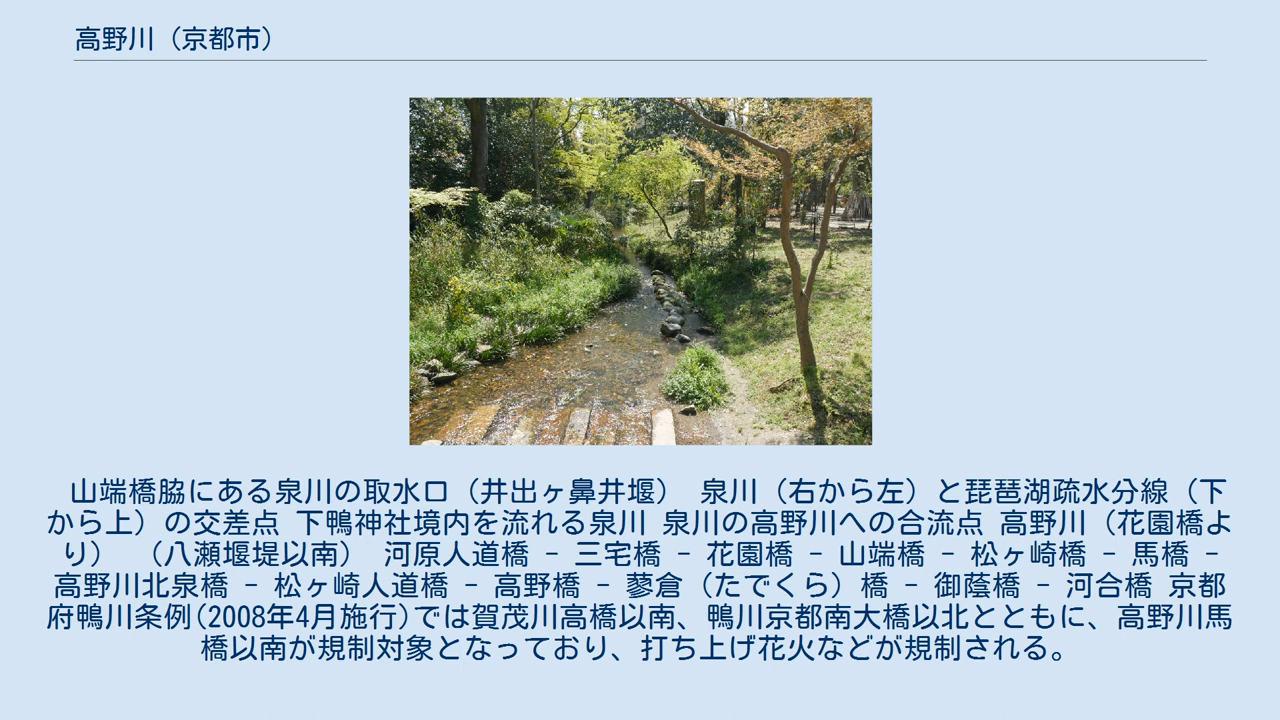 高野川（京都市）
山端橋脇にある泉川の取水口（井出ヶ鼻井堰） 泉川（右から左）と琵琶湖疏水分線（下
から上）の交差点 下鴨神社境内を流れる泉川 泉川の高野川への合流点 高野川（花園橋よ
り） （八瀬堰堤以南） 河原人道橋 - 三宅橋 - 花園橋 - 山端橋 - 松ヶ崎橋 - 馬橋 -
高野川北泉橋 - 松ヶ崎人道橋 - 高野橋 - 蓼倉（たでくら）橋 - 御蔭橋 - 河合橋 京都
府鴨川条例(2008年4月施行)では賀茂川高橋以南、鴨川京都南大橋以北とともに、高野川馬
橋以南が規制対象となっており、打ち上げ花火などが規制される。